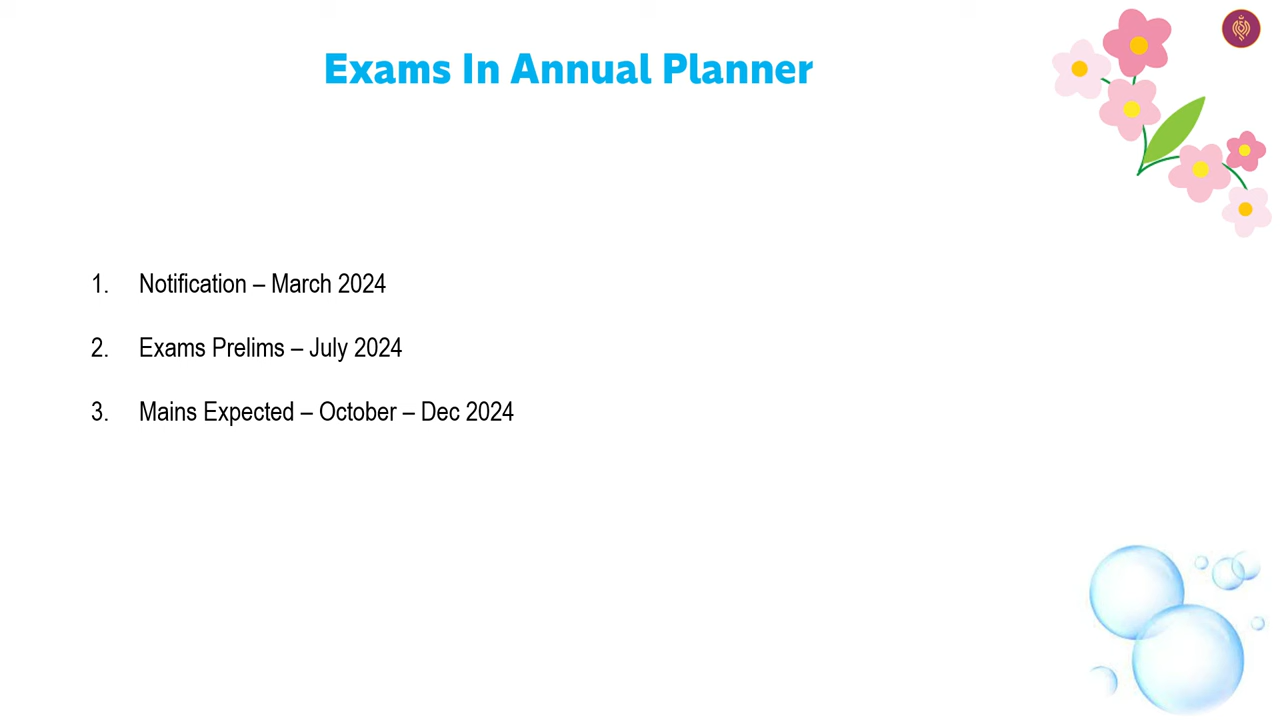 Exams In Annual Planner
1. Notification – March 2024
2. Exams Prelims – July 2024
3. Mains Expected – October – Dec 2024